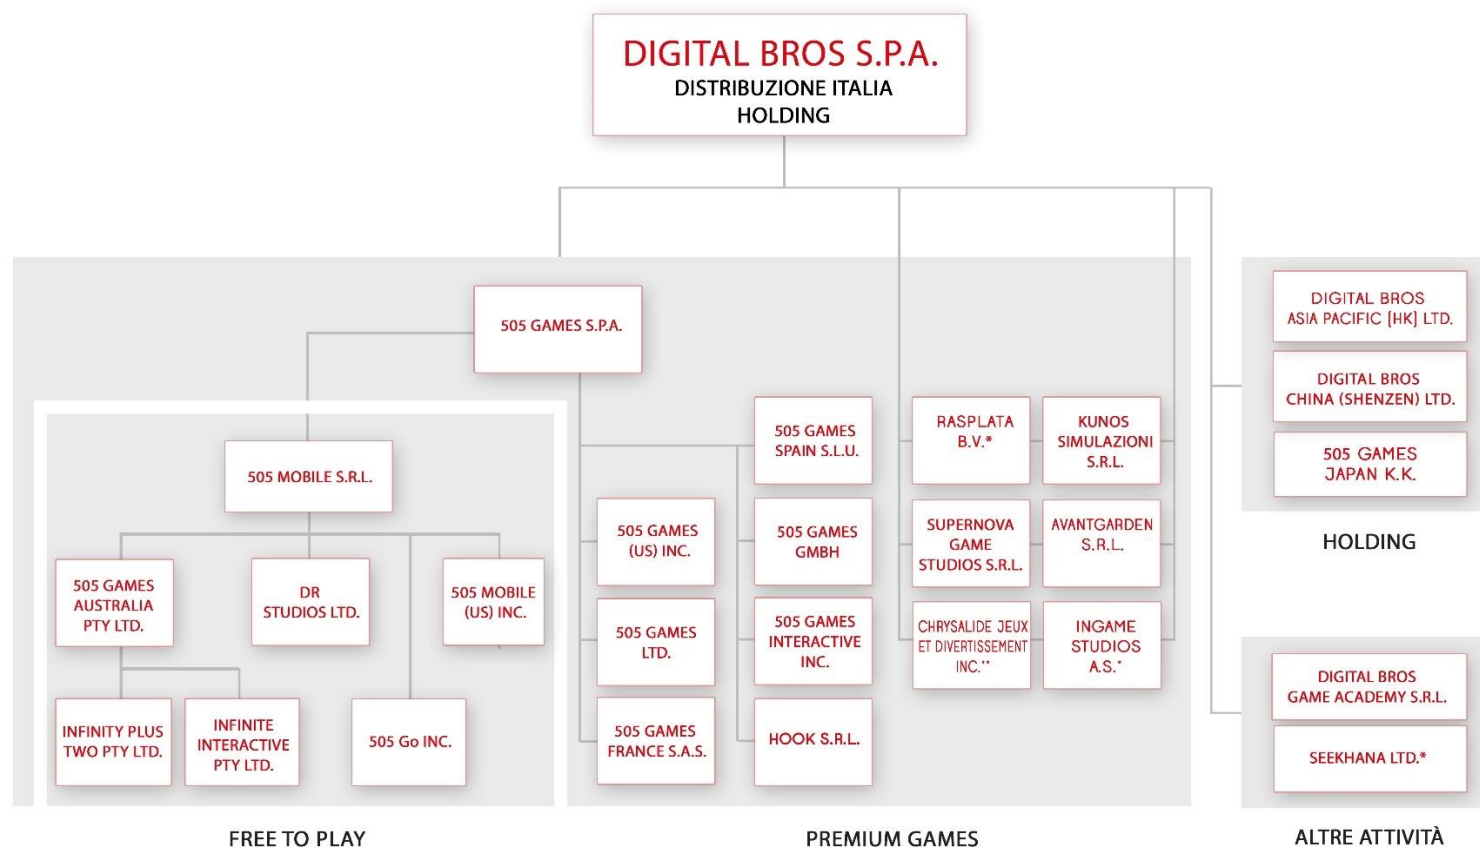 DIGITAL BROS S.P.A.
DISTRIBUZIONE ITALIA
HOLDING
505 GAMES S.P.A.
505 MOBILE S.R.L.
505 GAMES
AUSTRALIA
PTY LTD.
DR
STUDIOS LTD.
505 MOBILE
(US) INC.
INFINITY PLUS
TWO PTY LTD.
INFINITE
INTERACTIVE
PTY LTD.
505 Go INC.
FREE TO PLAY
505 GAMES
(US) INC.
505 GAMES
LTD.
505 GAMES
FRANCE S.A.S.
505 GAMES
SPAIN S.L.U.
505 GAMES
GMBH
505 GAMES
INTERACTIVE
INC.
HOOK S.R.L.
RASPLATA
B.V.*
KUNOS
SIMULAZIONI
S.R.L.
SUPERNOVA
GAME
STUDIOS S.R.L.
AVANTGARDEN
S.R.L.
CHRYSALIDE JEUX
ET DIVERTISSEMENT
INC.**
INGAME
STUDIOS
A.S.*
PREMIUM GAMES
DIGITAL BROS
ASIA PACIFIC (HK) LTD.
DIGITAL BROS
CHINA (SHENZEN) LTD.
505 GAMES
JAPAN K.K.
HOLDING
DIGITAL BROS
GAME ACADEMY S.R.L.
SEEKHANA LTD.*
ALTRE ATTIVITÀ